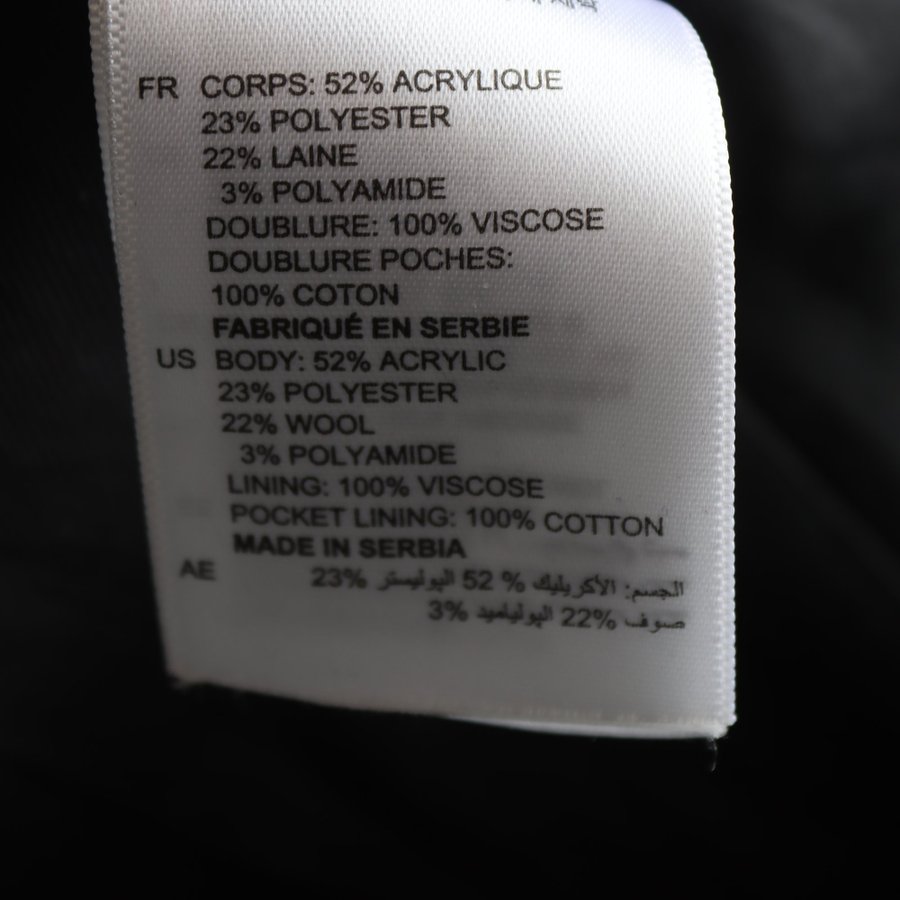 FR CORPS: 52% ACRYLIQUE
23% POLYESTER
22% LAINE
3% POLYAMIDE
DOUBLURE: 100% VISCOSE
DOUBLURE POCHES:
100% COTON
FABRIQUÉ EN SERBIE
US BODY: 52% ACRYLIC
23% POLYESTER
22% WOOL
3% POLYAMIDE
LINING: 100% VISCOSE
POCKET LINING: 100% COTTON
MADE IN SERBIA
AE الجسم: الأكريليك % 52 البوليستر %23
صوف %22 البولياميد %3